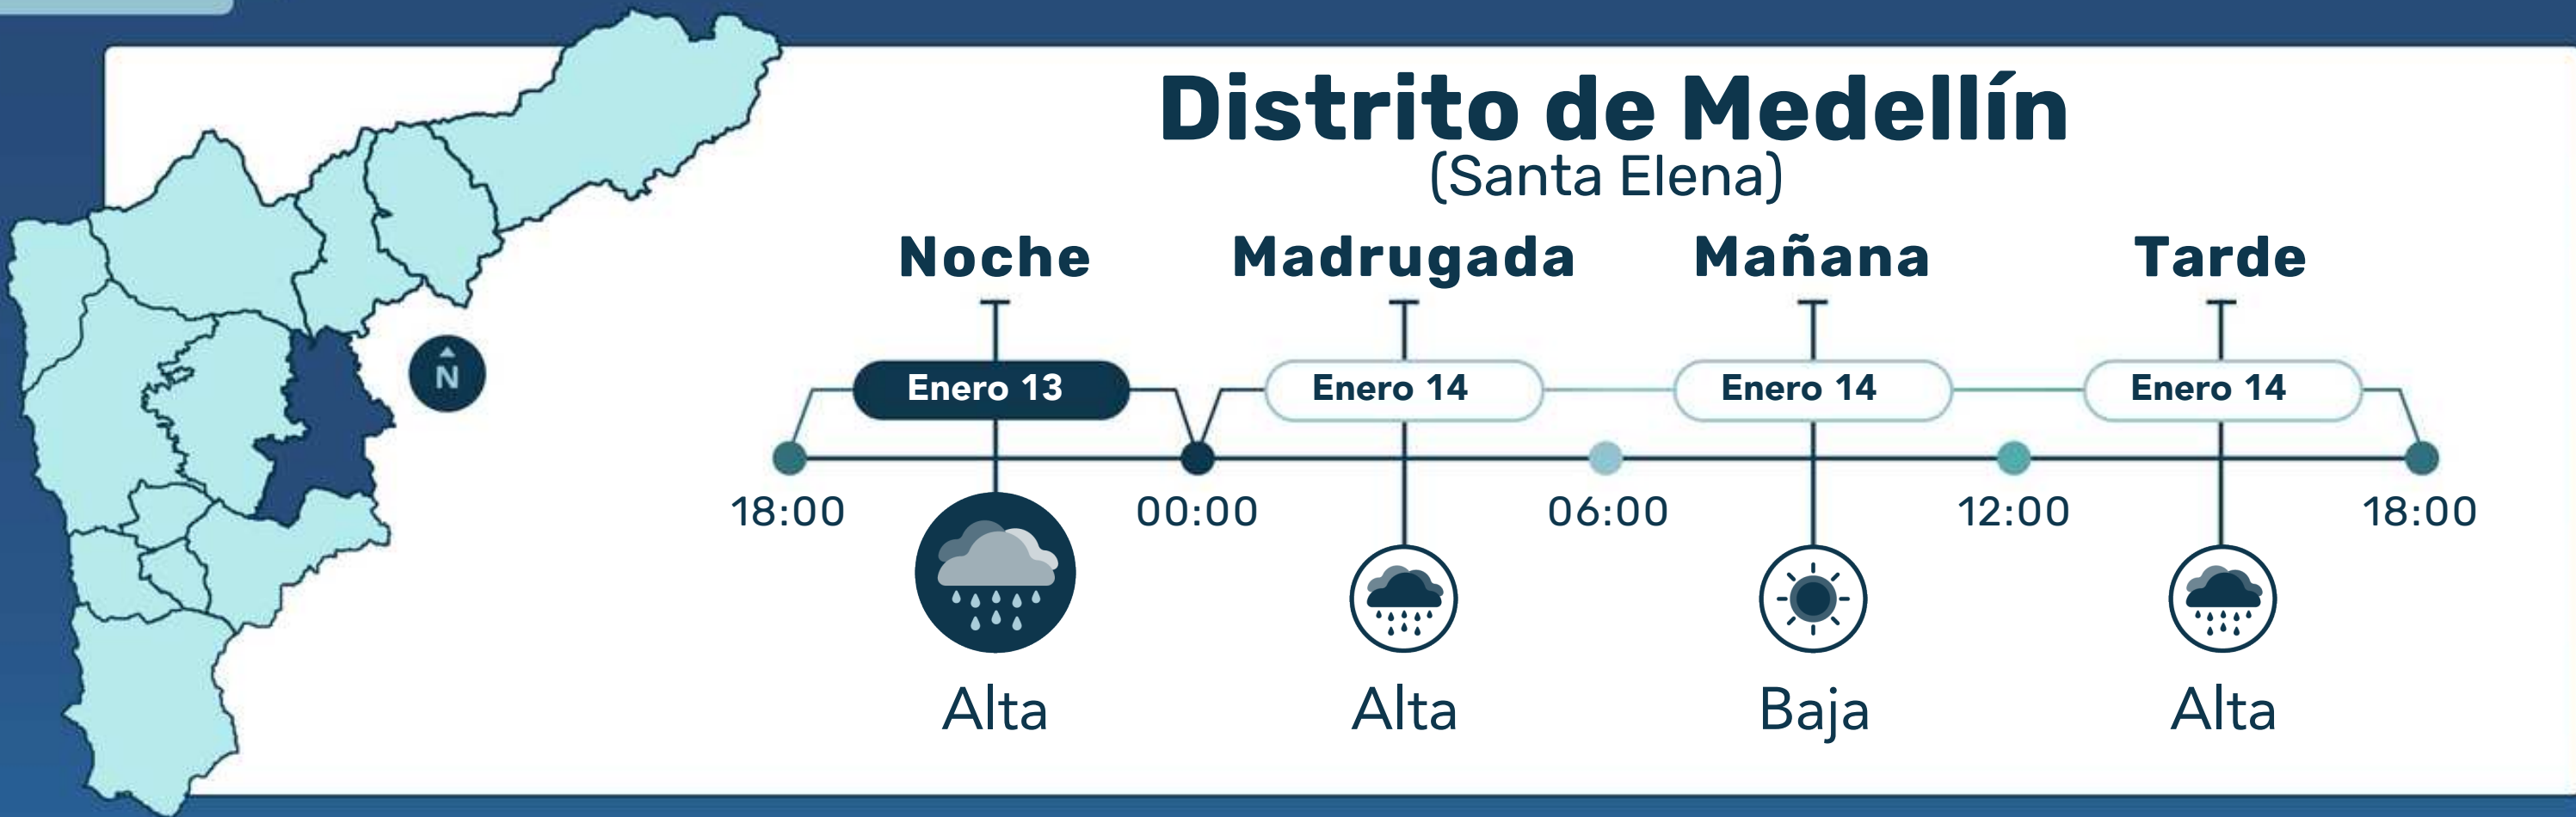 Distrito de Medellín
(Santa Elena)
Noche Madrugada Mañana Tarde
N
Enero 13 Enero 14 Enero 14 Enero 14
18:00 00:00 06:00 12:00 18:00
Alta Alta Baja Alta